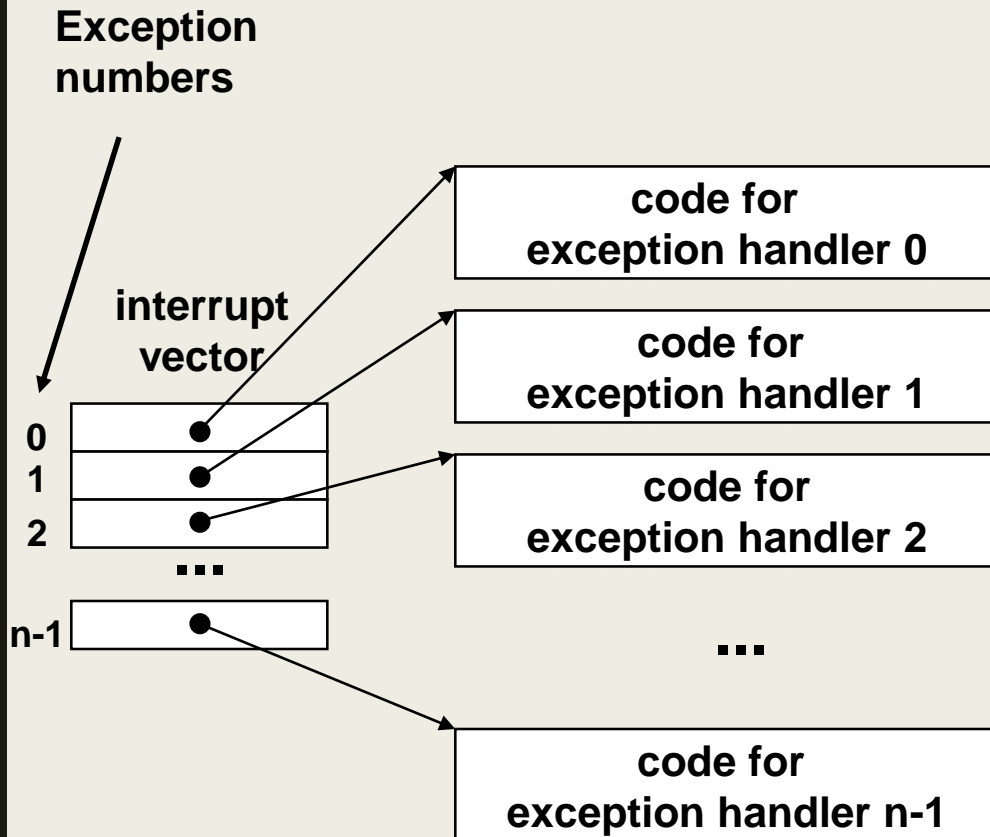 Exception
numbers
code for
exception handler 0
interrupt
vector
code for
exception handler 1
0
1
2
code for
exception handler 2
...
n-1
...
code for
exception handler n-1